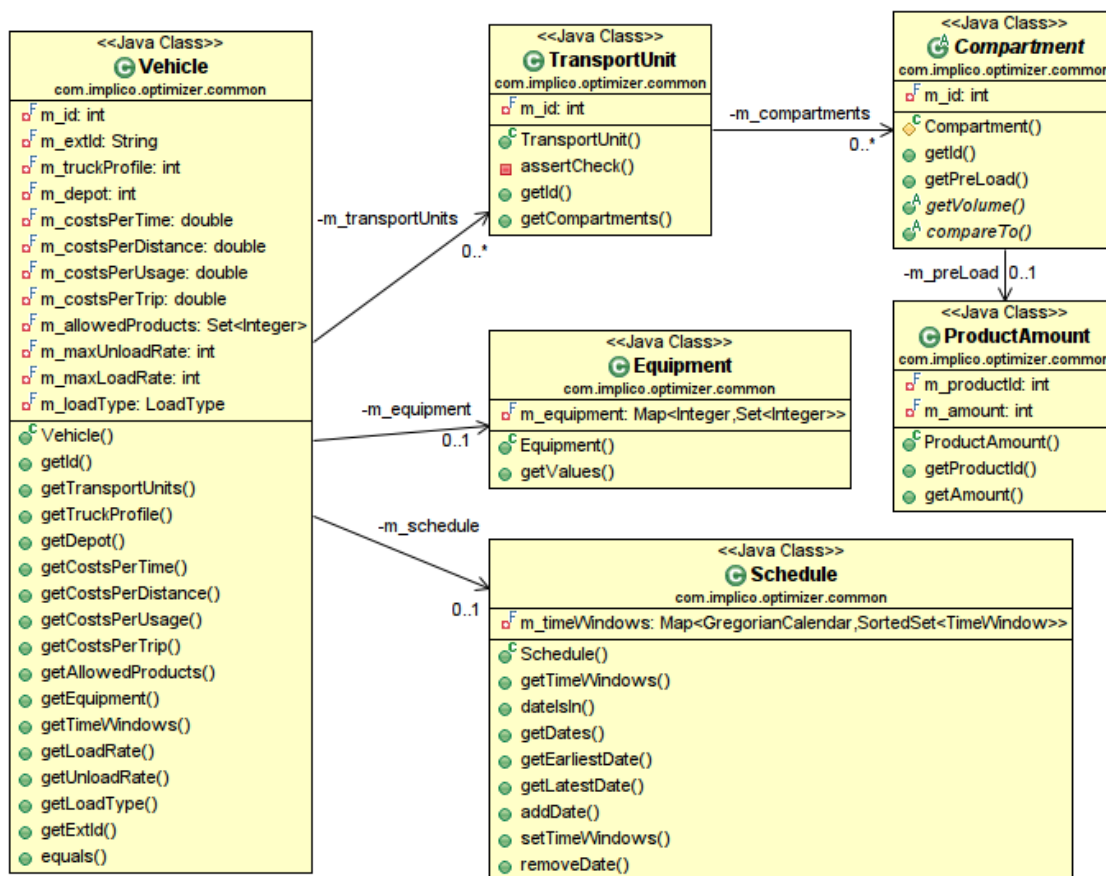 <<Java Class>>
Vehicle
com.implico.optimizer.common
m_id: int
m_extId: String
m_truckProfile: int
m_depot: int
m_costsPerTime: double
m_costsPerDistance: double
m_costsPerUsage: double
m_costsPerTrip: double
m_allowedProducts: Set<Integer>
m_maxUnloadRate: int
m_maxLoadRate: int
m_loadType: LoadType
Vehicle()
getId()
getTransportUnits()
getTruckProfile()
getDepot()
getCostsPerTime()
getCostsPerDistance()
getCostsPerUsage()
getCostsPerTrip()
getAllowedProducts()
getEquipment()
getTimeWindows()
getLoadRate()
getUnloadRate()
getLoadType()
getExtId()
equals()
-m_transportUnits
0..*
<<Java Class>>
TransportUnit
com.implico.optimizer.common
m_id: int
TransportUnit()
assertCheck()
getId()
getCompartments()
-m_compartments
0..*
<<Java Class>>
Compartment
com.implico.optimizer.common
m_id: int
Compartment()
getId()
getPreLoad()
getVolume()
compareTo()
-m_preLoad
0..1
<<Java Class>>
ProductAmount
com.implico.optimizer.common
m_productId: int
m_amount: int
ProductAmount()
getProductId()
getAmount()
-m_equipment
0..1
<<Java Class>>
Equipment
com.implico.optimizer.common
m_equipment: Map<Integer,Set<Integer>>
Equipment()
getValues()
-m_schedule
0..1
<<Java Class>>
Schedule
com.implico.optimizer.common
m_timeWindows: Map<GregorianCalendar,SortedSet<TimeWindow>>
Schedule()
getTimeWindows()
dateIsIn()
getDates()
getEarliestDate()
getLatestDate()
addDate()
setTimeWindows()
removeDate()